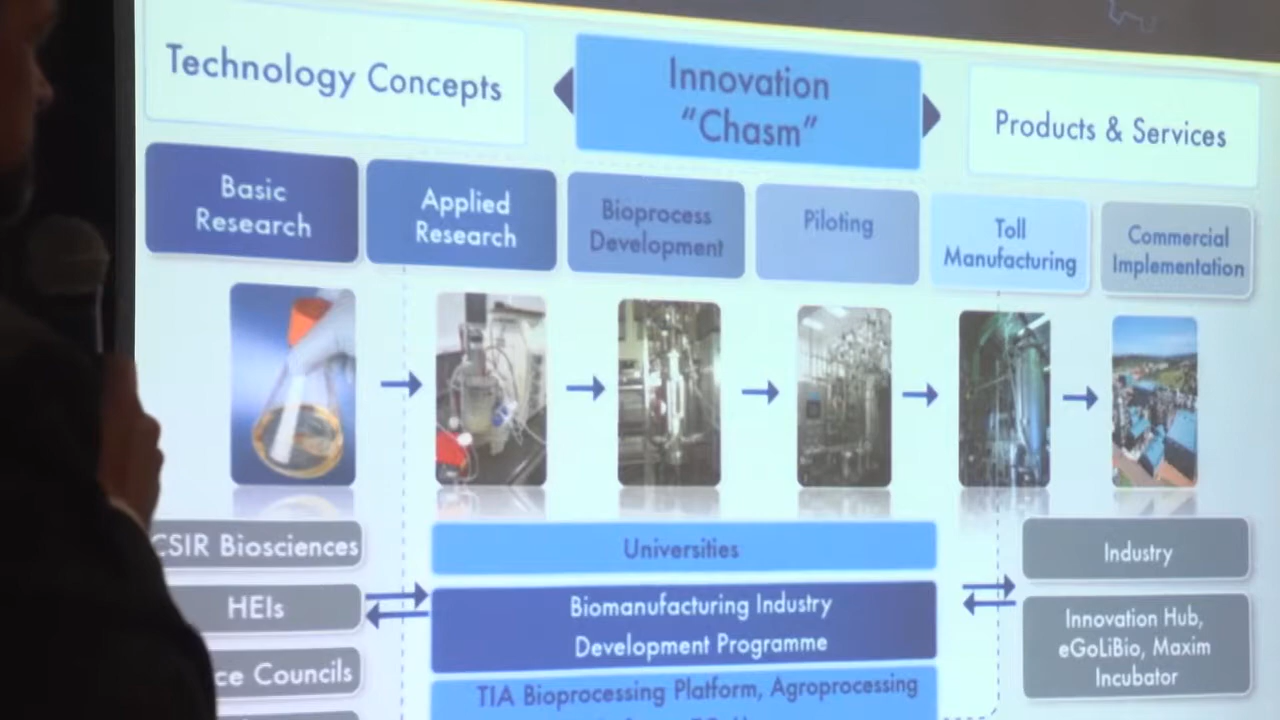 Technology Concepts
Innovation
"Chasm"
Products & Services
Basic
Research
Applied
Research
Bioprocess
Development
Piloting
Toll
Manufacturing
Commercial
Implementation
CSIR Biosciences
HEIs
Councils
Universities
Biomanufacturing Industry
Development Programme
TIA Bioprocessing Platform, Agroprocessing
Industry
Innovation Hub,
eGoLiBio, Maxim
Incubator